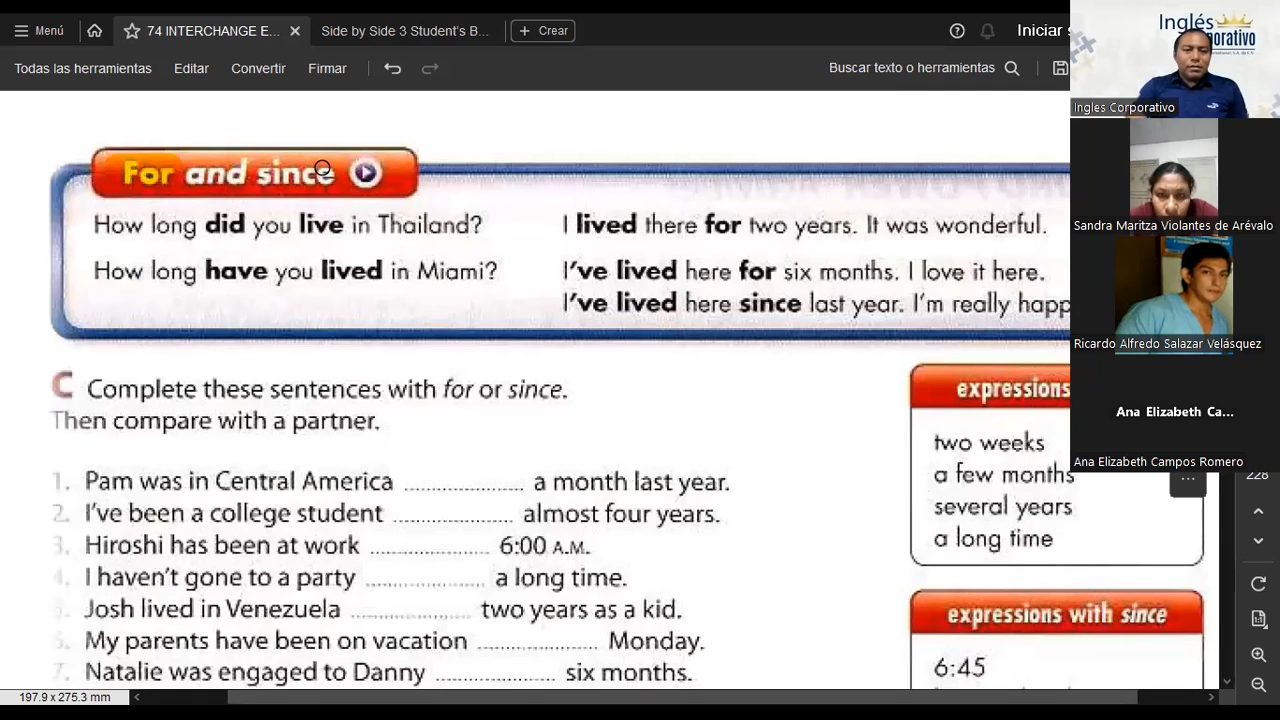 Menú
74 INTERCHANGE E...
Side by Side 3 Student's B...
Crear
Iniciar s
Todas las herramientas
Editar
Convertir
Firmar
Buscar texto o herramientas
Inglés
Corporativo
Ingles Corporativo
Sandra Maritza Violantes de Arévalo
Ricardo Alfredo Salazar Velásquez
Ana Elizabeth Ca...
Ana Elizabeth Campos Romero
For and since
How long did you live in Thailand?
I lived there for two years. It was wonderful.
How long have you lived in Miami?
I've lived here for six months. I love it here.
I've lived here since last year. I'm really happ
C Complete these sentences with for or since.
Then compare with a partner.
1. Pam was in Central America .................. a month last year.
2. I've been a college student .................. almost four years.
3. Hiroshi has been at work .................. 6:00 A.M.
4. I haven't gone to a party .................. a long time.
5. Josh lived in Venezuela .................. two years as a kid.
6. My parents have been on vacation .................. Monday.
7. Natalie was engaged to Danny .................. six months.
expressions
two weeks
a few months
several years
a long time
expressions with since
6:45
228
197.9 x 275.3 mm